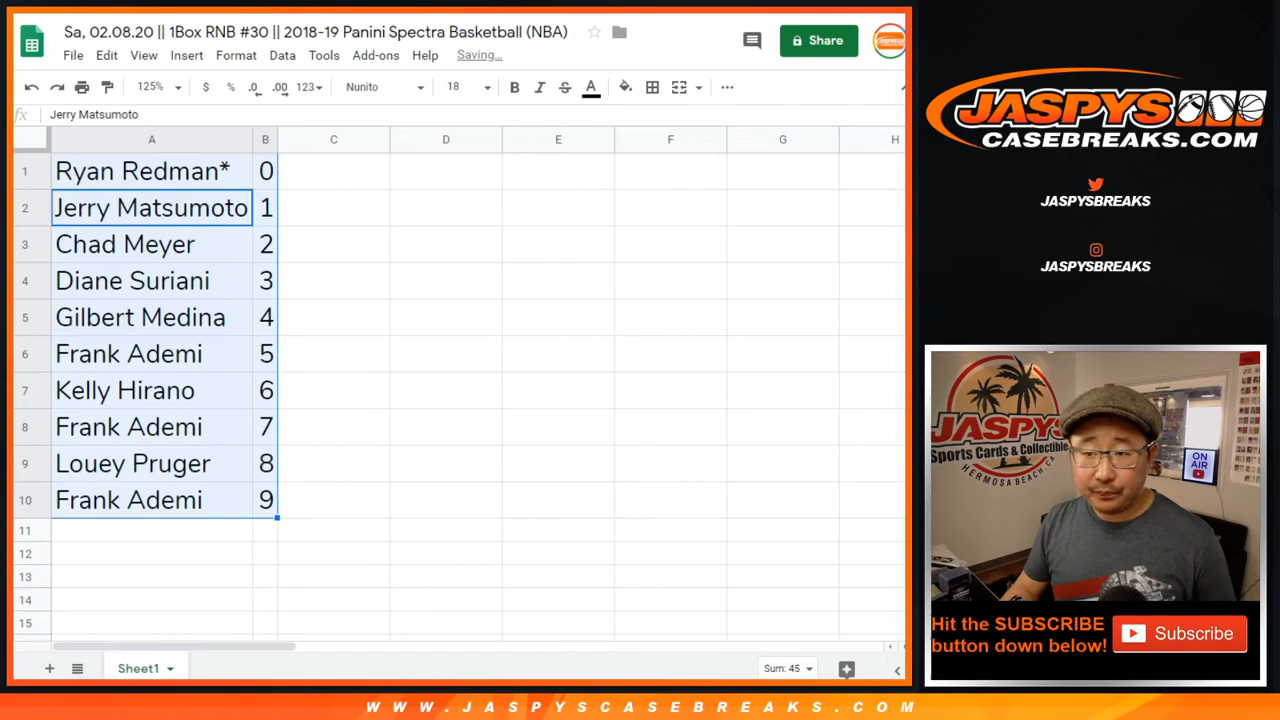 Sa, 02.08.20 || 1Box RNB #30 || 2018-19 Panini Spectra Basketball (NBA)
File Edit View Insert Format Data Tools Add-ons Help Saving...
Share
125% $ % .0 .00 123 Nunito 18 B I S A
fx Jerry Matsumoto
A B C D E F G H
1 Ryan Redman* 0
2 Jerry Matsumoto 1
3 Chad Meyer 2
4 Diane Suriani 3
5 Gilbert Medina 4
6 Frank Ademi 5
7 Kelly Hirano 6
8 Frank Ademi 7
9 Louey Pruger 8
10 Frank Ademi 9
11
12
13
14
15
Sheet1
Sum: 45
JASPYS
CASEBREAKS.COM
JASPYSBREAKS
JASPYSBREAKS
JASPYS
Sports Cards & Collectible
HERMOSA BEACH, CA
ON
AIR
Hit the SUBSCRIBE
button down below!
Subscribe
WWW.JASPYSCASEBREAKS.COM